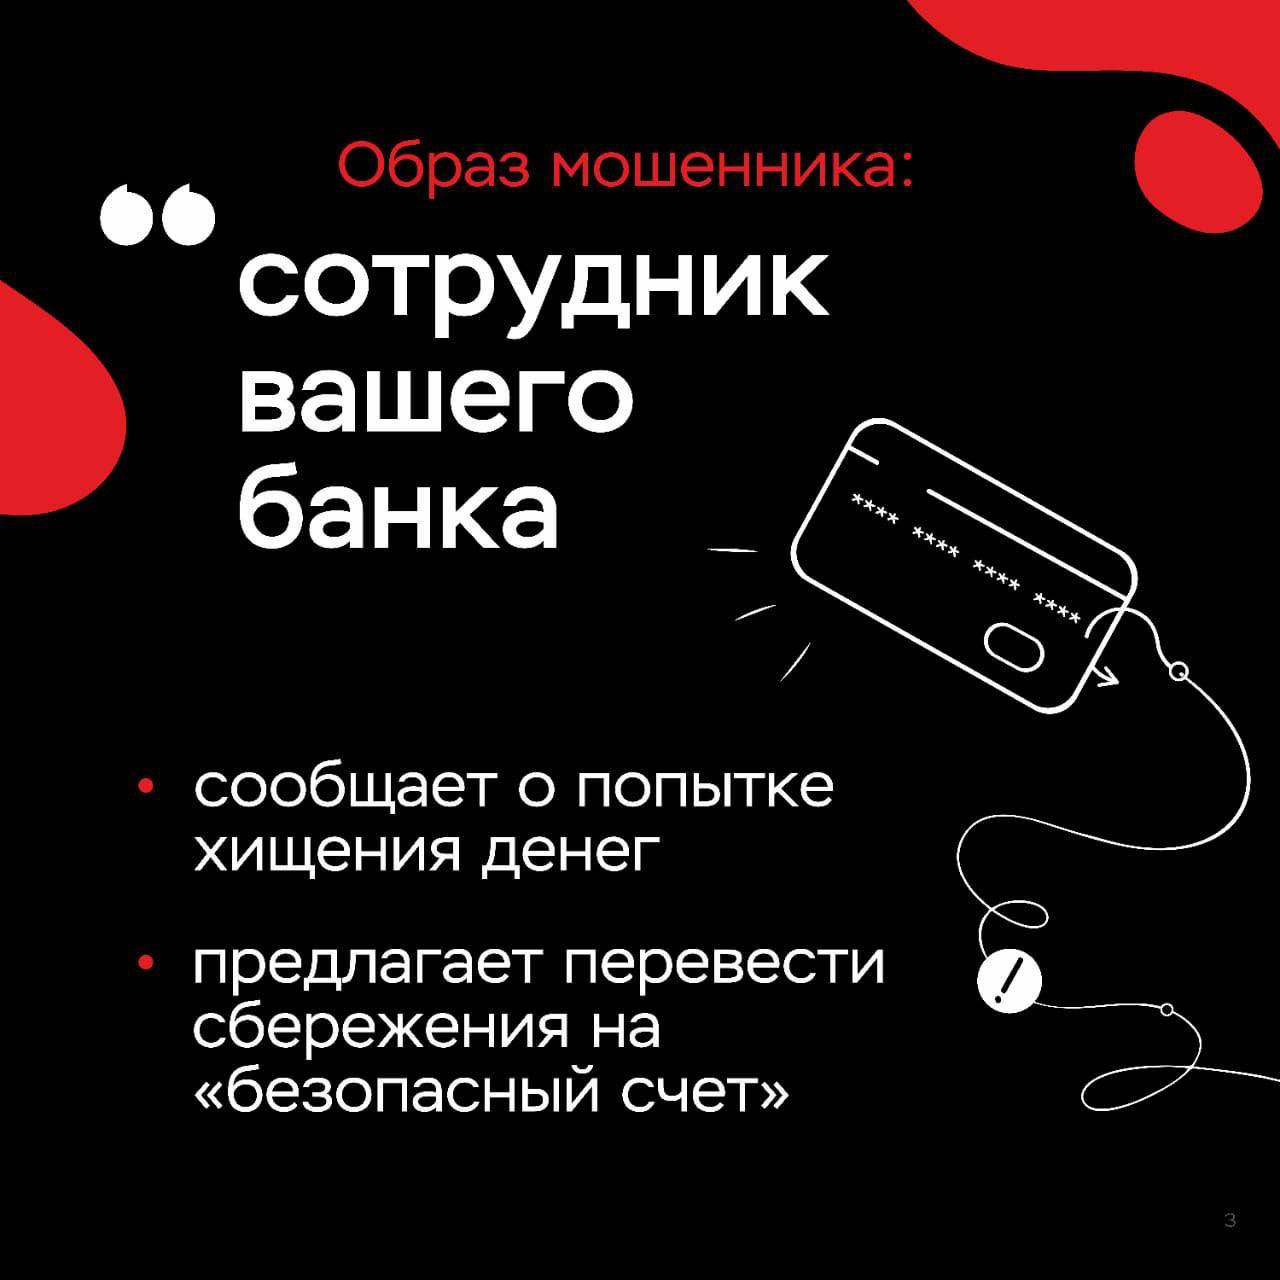 Образ мошенника:
“ сотрудник
вашего
банка
**** **** **** ****
• сообщает о попытке
хищения денег
• предлагает перевести
сбережения на
«безопасный счет»
!
3